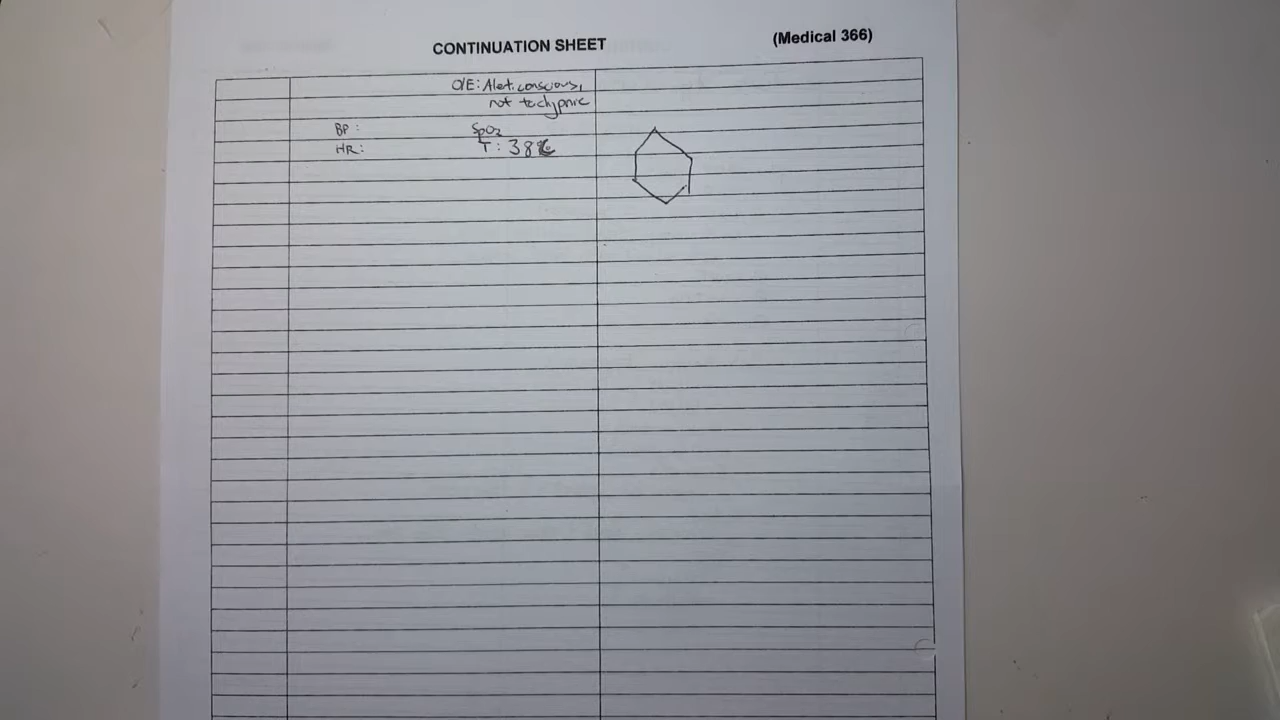 CONTINUATION SHEET
(Medical 366)
O/E: Alert, conscious,
not tachypnic
BP:
SpO2
HR:
T: 38